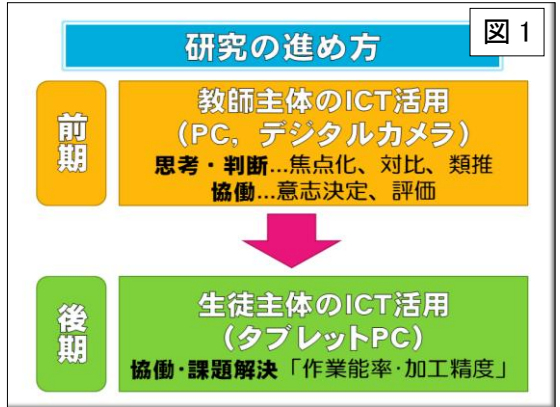 図1
研究の進め方
前期
教師主体のICT活用
(PC, デジタルカメラ)
思考・判断…焦点化、対比、類推
協働…意志決定、評価
後期
生徒主体のICT活用
(タブレットPC)
協働・課題解決「作業能率・加工精度」